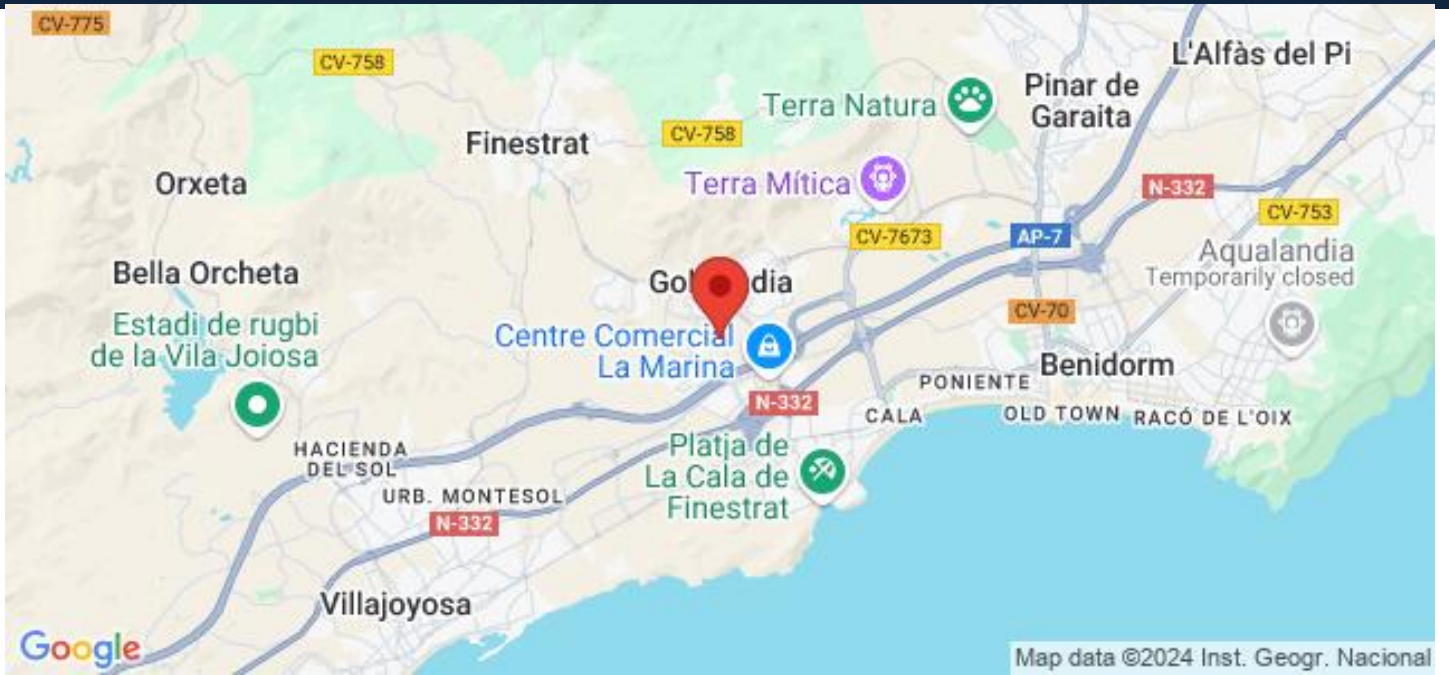 CV-775
CV-758
L'Alfàs del Pi
Terra Natura
Pinar de
Garaita
Finestrat
CV-758
Orxeta
Terra Mítica
N-332
CV-753
CV-7673
AP-7
Aqualandia
Temporarily closed
Bella Orcheta
Estadi de rugbi
de la Vila Joiosa
Centre Comercial
La Marina
CV-70
Benidorm
PONIENTE
N-332
CALA
OLD TOWN
RACÓ DE L'OIX
HACIENDA
DEL SOL
Platja de
La Cala de
Finestrat
URB. MONTESOL
N-332
Villajoyosa
Google
Map data ©2024 Inst. Geogr. Nacional